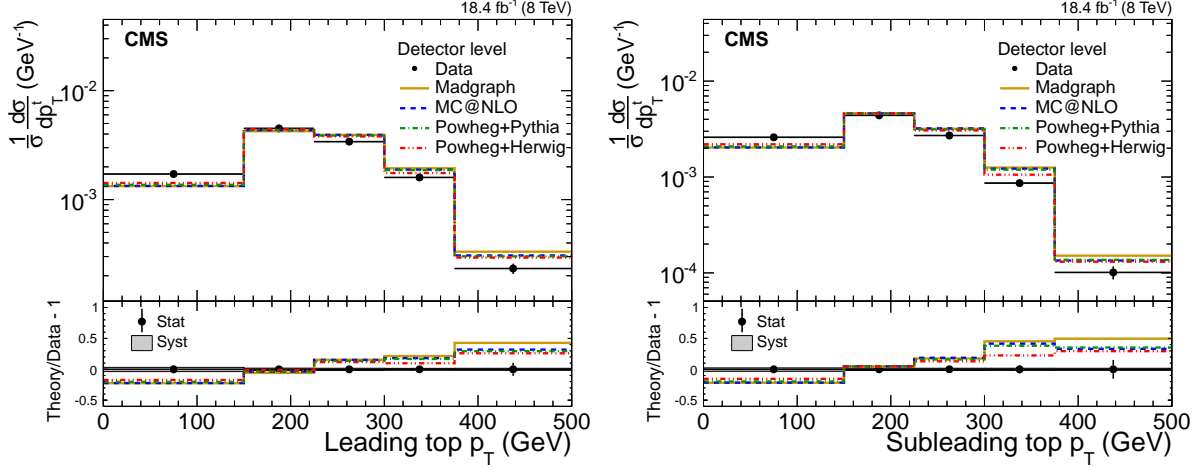 18.4 fb⁻¹ (8 TeV)
CMS
Detector level
Data
Madgraph
MC@NLO
Powheg+Pythia
Powheg+Herwig
1/σ dσ/dp_T^t (GeV⁻¹)
10⁻²
10⁻³
Theory/Data - 1
1
0.5
0
-0.5
Stat
Syst
0 100 200 300 400 500
Leading top p_T (GeV)
18.4 fb⁻¹ (8 TeV)
CMS
Detector level
Data
Madgraph
MC@NLO
Powheg+Pythia
Powheg+Herwig
1/σ dσ/dp_T^t (GeV⁻¹)
10⁻²
10⁻³
10⁻⁴
Theory/Data - 1
1
0.5
0
-0.5
Stat
Syst
0 100 200 300 400 500
Subleading top p_T (GeV)